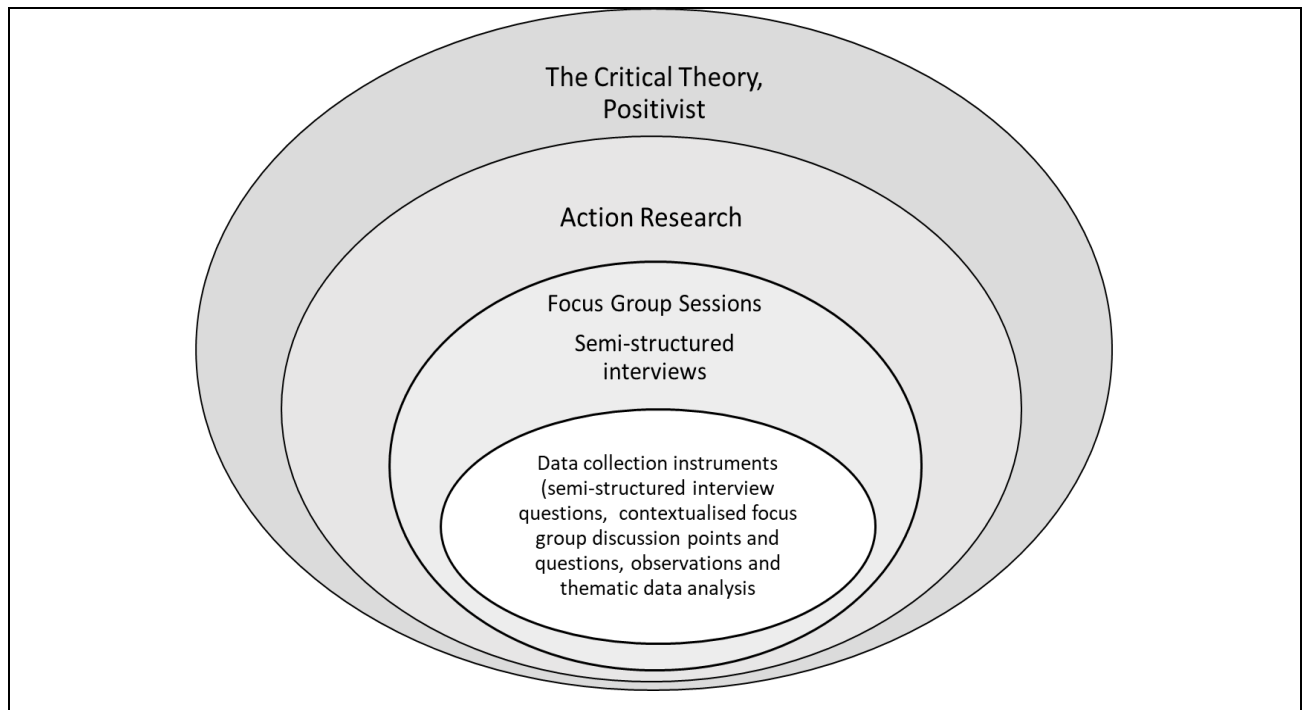 The Critical Theory,
Positivist
Action Research
Focus Group Sessions
Semi-structured
interviews
Data collection instruments
(semi-structured interview
questions, contextualised focus
group discussion points and
questions, observations and
thematic data analysis